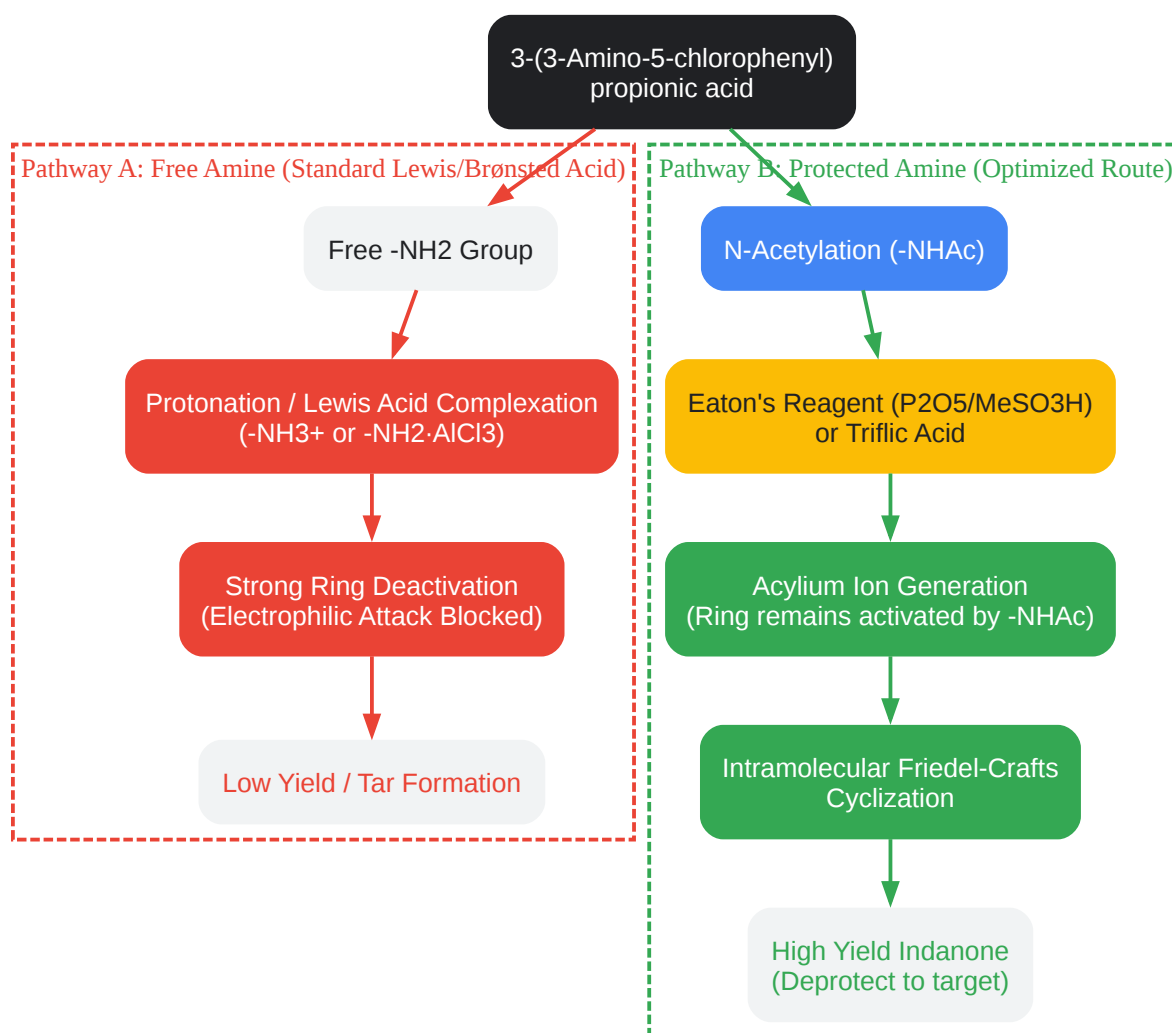 3-(3-Amino-5-chlorophenyl)
propionic acid
Pathway A: Free Amine (Standard Lewis/Brønsted Acid)
Free -NH2 Group
Protonation / Lewis Acid Complexation
(-NH3+ or -NH2·AlCl3)
Strong Ring Deactivation
(Electrophilic Attack Blocked)
Low Yield / Tar Formation
Pathway B: Protected Amine (Optimized Route)
N-Acetylation (-NHAc)
Eaton's Reagent (P2O5/MeSO3H)
or Triflic Acid
Acylium Ion Generation
(Ring remains activated by -NHAc)
Intramolecular Friedel-Crafts
Cyclization
High Yield Indanone
(Deprotect to target)